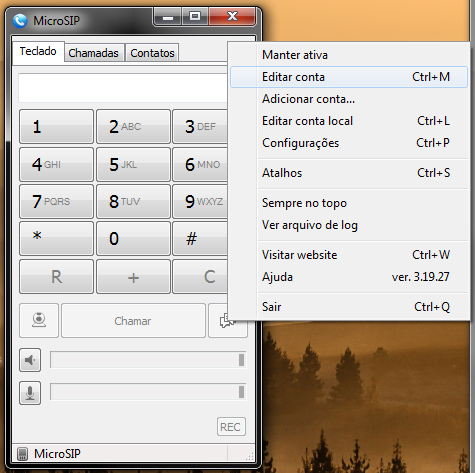 MicroSIP
Teclado Chamadas Contatos
Manter ativa
Editar conta Ctrl+M
Adicionar conta...
Editar conta local Ctrl+L
Configurações Ctrl+P
Atalhos Ctrl+S
Sempre no topo
Ver arquivo de log
Visitar website Ctrl+W
Ajuda ver. 3.19.27
Sair Ctrl+Q
1 2 ABC 3 DEF
4 GHI 5 JKL 6 MNO
7 PQRS 8 TUV 9 WXYZ
* 0 #
R + C
Chamar
REC
MicroSIP